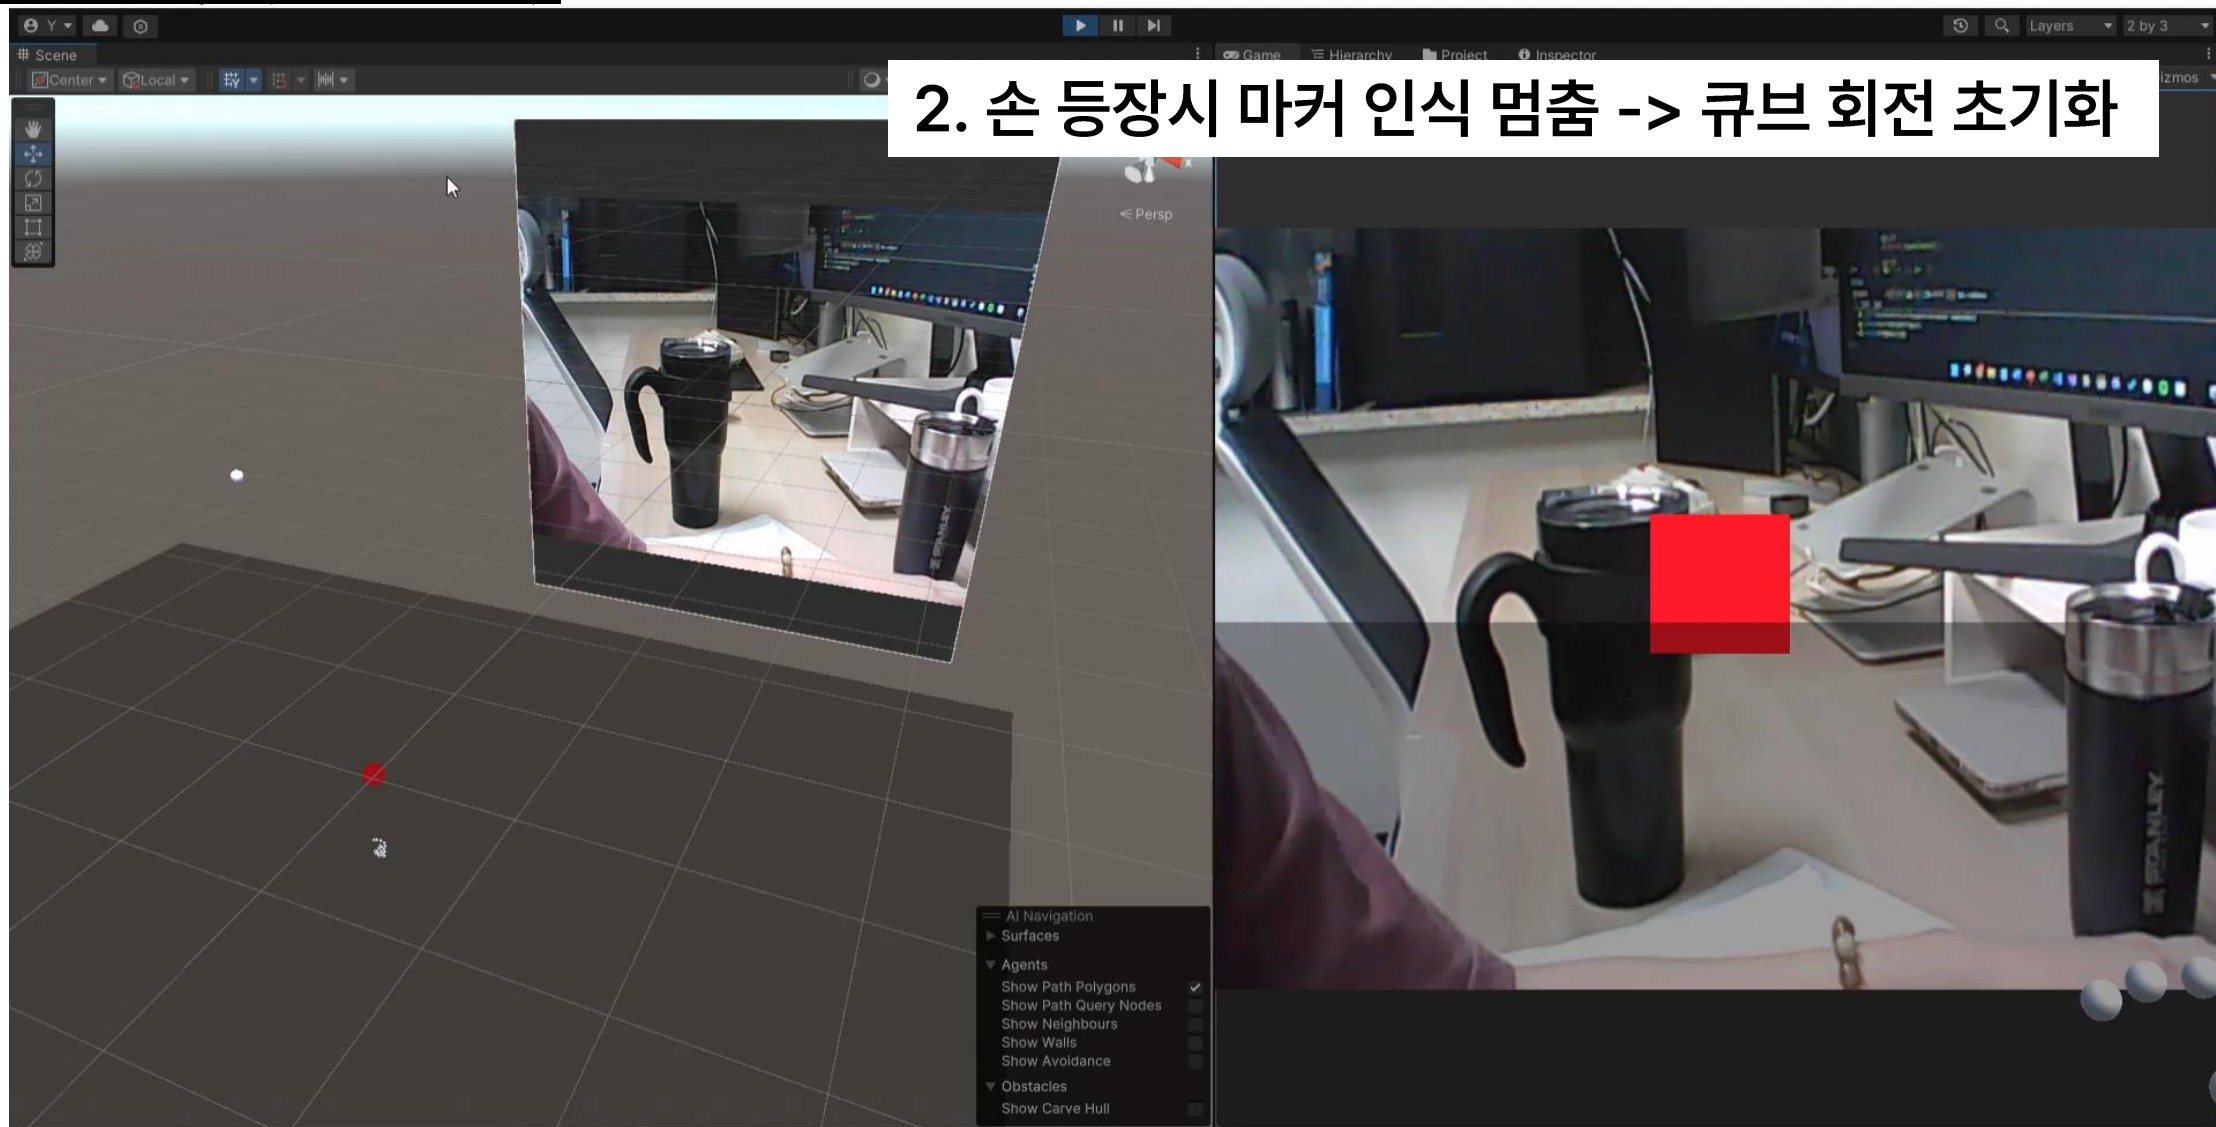 Y
Layers
2 by 3
Scene
Game
Hierarchy
Project
Inspector
Center
Local
izmos
2. 손 등장시 마커 인식 멈춤 -> 큐브 회전 초기화
x
Persp
STANLEY
STANLEY
AI Navigation
Surfaces
Agents
Show Path Polygons
Show Path Query Nodes
Show Neighbours
Show Walls
Show Avoidance
Obstacles
Show Carve Hull